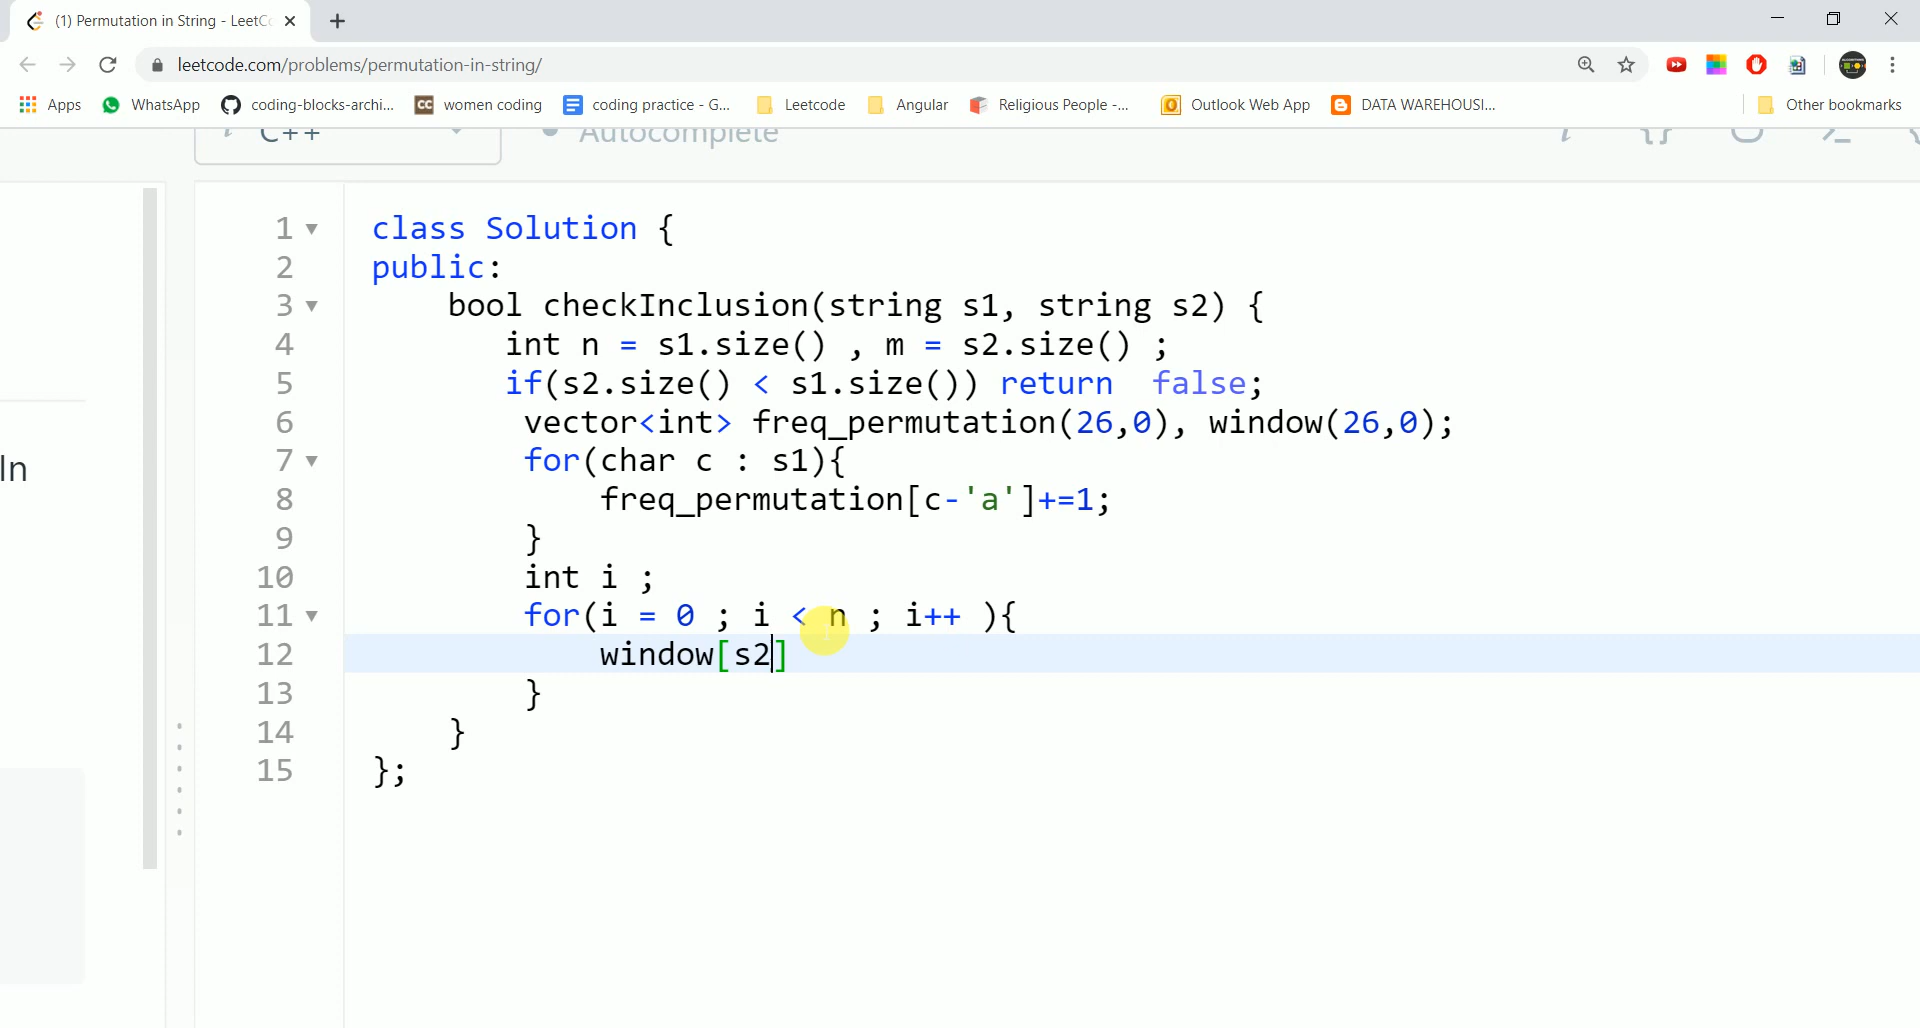 (1) Permutation in String - LeetCo
leetcode.com/problems/permutation-in-string/
Apps WhatsApp coding-blocks-archi... women coding coding practice - G... Leetcode Angular Religious People -... Outlook Web App DATA WAREHOUSI... Other bookmarks
i C++ Autocomplete i {} >_
In
1 class Solution {
2 public:
3 bool checkInclusion(string s1, string s2) {
4 int n = s1.size() , m = s2.size() ;
5 if(s2.size() < s1.size()) return  false;
6 vector<int> freq_permutation(26,0), window(26,0);
7 for(char c : s1){
8 freq_permutation[c-'a']+=1;
9 }
10 int i ;
11 for(i = 0 ; i < n ; i++ ){
12 window[s2]
13 }
14 }
15 };